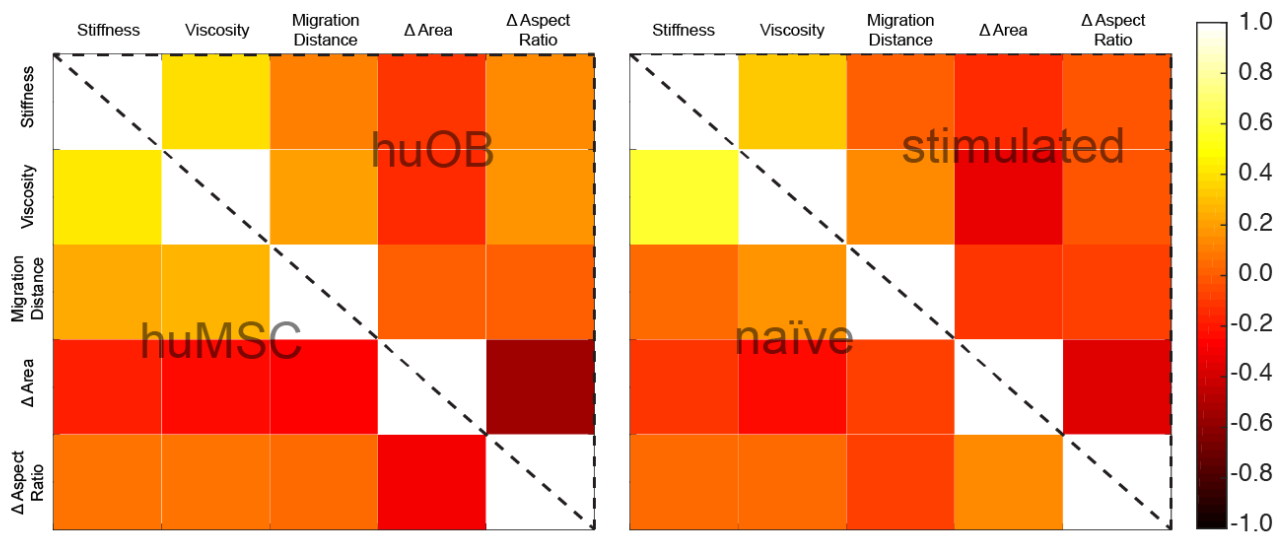 Stiffness Viscosity Migration Distance Δ Area Δ Aspect Ratio
Stiffness Viscosity Migration Distance Δ Area Δ Aspect Ratio
Stiffness
Viscosity
Migration
Distance
Δ Area
Δ Aspect
Ratio
huOB
huMSC
stimulated
naïve
1.0
0.8
0.6
0.4
0.2
0.0
-0.2
-0.4
-0.6
-0.8
-1.0